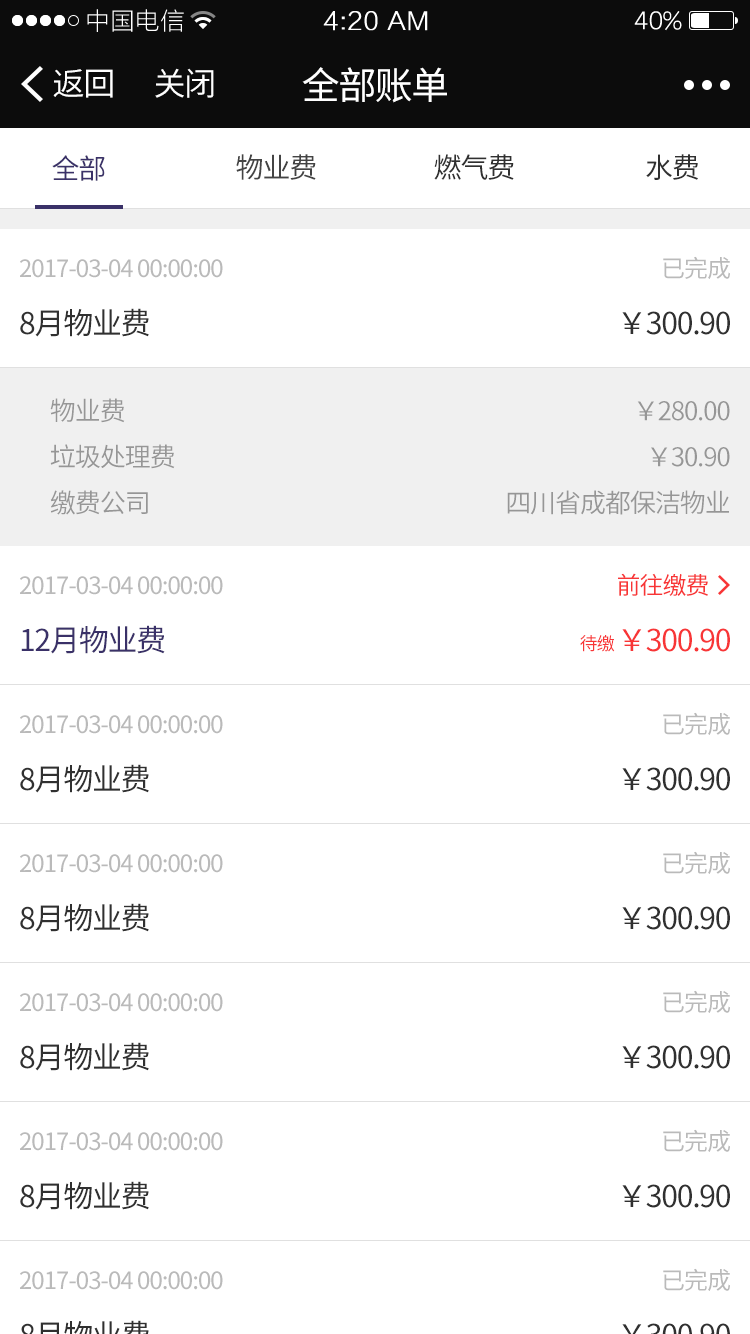 中国电信 4:20 AM 40%
返回 关闭 全部账单
全部 物业费 燃气费 水费
2017-03-04 00:00:00 已完成
8月物业费 ￥300.90
物业费 ￥280.00
垃圾处理费 ￥30.90
缴费公司 四川省成都保洁物业
2017-03-04 00:00:00 前往缴费
12月物业费 待缴￥300.90
2017-03-04 00:00:00 已完成
8月物业费 ￥300.90
2017-03-04 00:00:00 已完成
8月物业费 ￥300.90
2017-03-04 00:00:00 已完成
8月物业费 ￥300.90
2017-03-04 00:00:00 已完成
8月物业费 ￥300.90
2017-03-04 00:00:00 已完成
8月物业费 ￥300.90